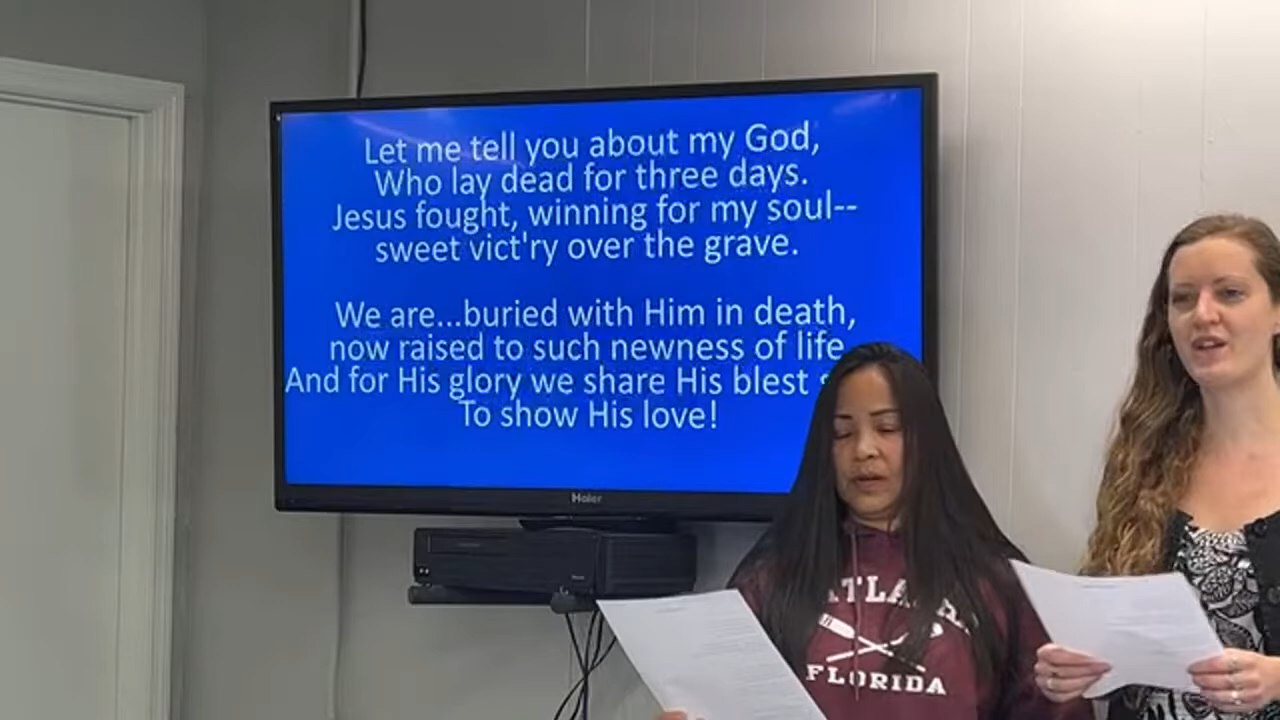 Let me tell you about my God,
Who lay dead for three days.
Jesus fought, winning for my soul--
sweet vict'ry over the grave.
We are...buried with Him in death,
now raised to such newness of life
And for His glory we share His blest
To show His love!
Haier
FLORIDA